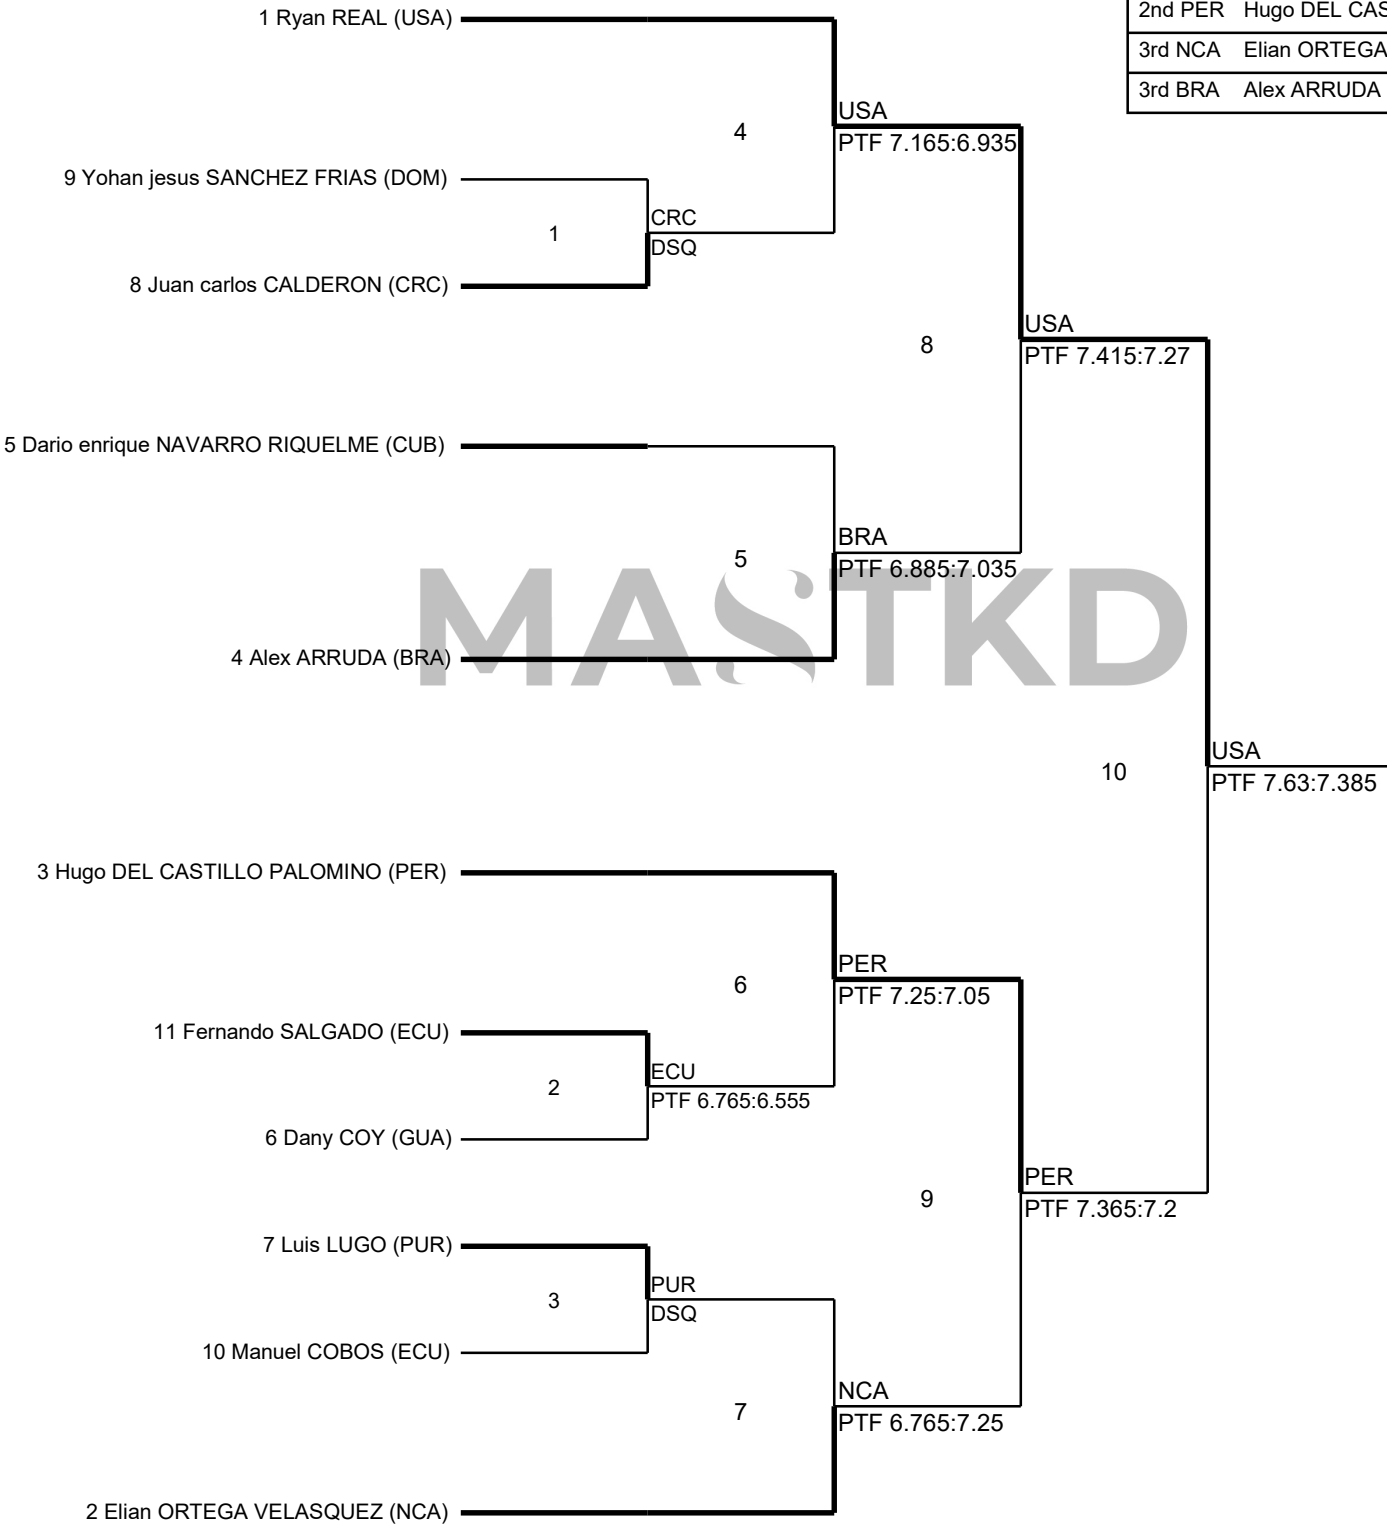 1 Ryan REAL (USA)
2nd PER Hugo DEL CAS
3rd NCA Elian ORTEGA
3rd BRA Alex ARRUDA
USA
4
PTF 7.165:6.935
9 Yohan jesus SANCHEZ FRIAS (DOM)
CRC
1
DSQ
8 Juan carlos CALDERON (CRC)
USA
8
PTF 7.415:7.27
5 Dario enrique NAVARRO RIQUELME (CUB)
BRA
5
PTF 6.885:7.035
MASTKD
4 Alex ARRUDA (BRA)
USA
10
PTF 7.63:7.385
3 Hugo DEL CASTILLO PALOMINO (PER)
PER
6
PTF 7.25:7.05
11 Fernando SALGADO (ECU)
ECU
2
PTF 6.765:6.555
6 Dany COY (GUA)
PER
9
PTF 7.365:7.2
7 Luis LUGO (PUR)
PUR
3
DSQ
10 Manuel COBOS (ECU)
NCA
7
PTF 6.765:7.25
2 Elian ORTEGA VELASQUEZ (NCA)